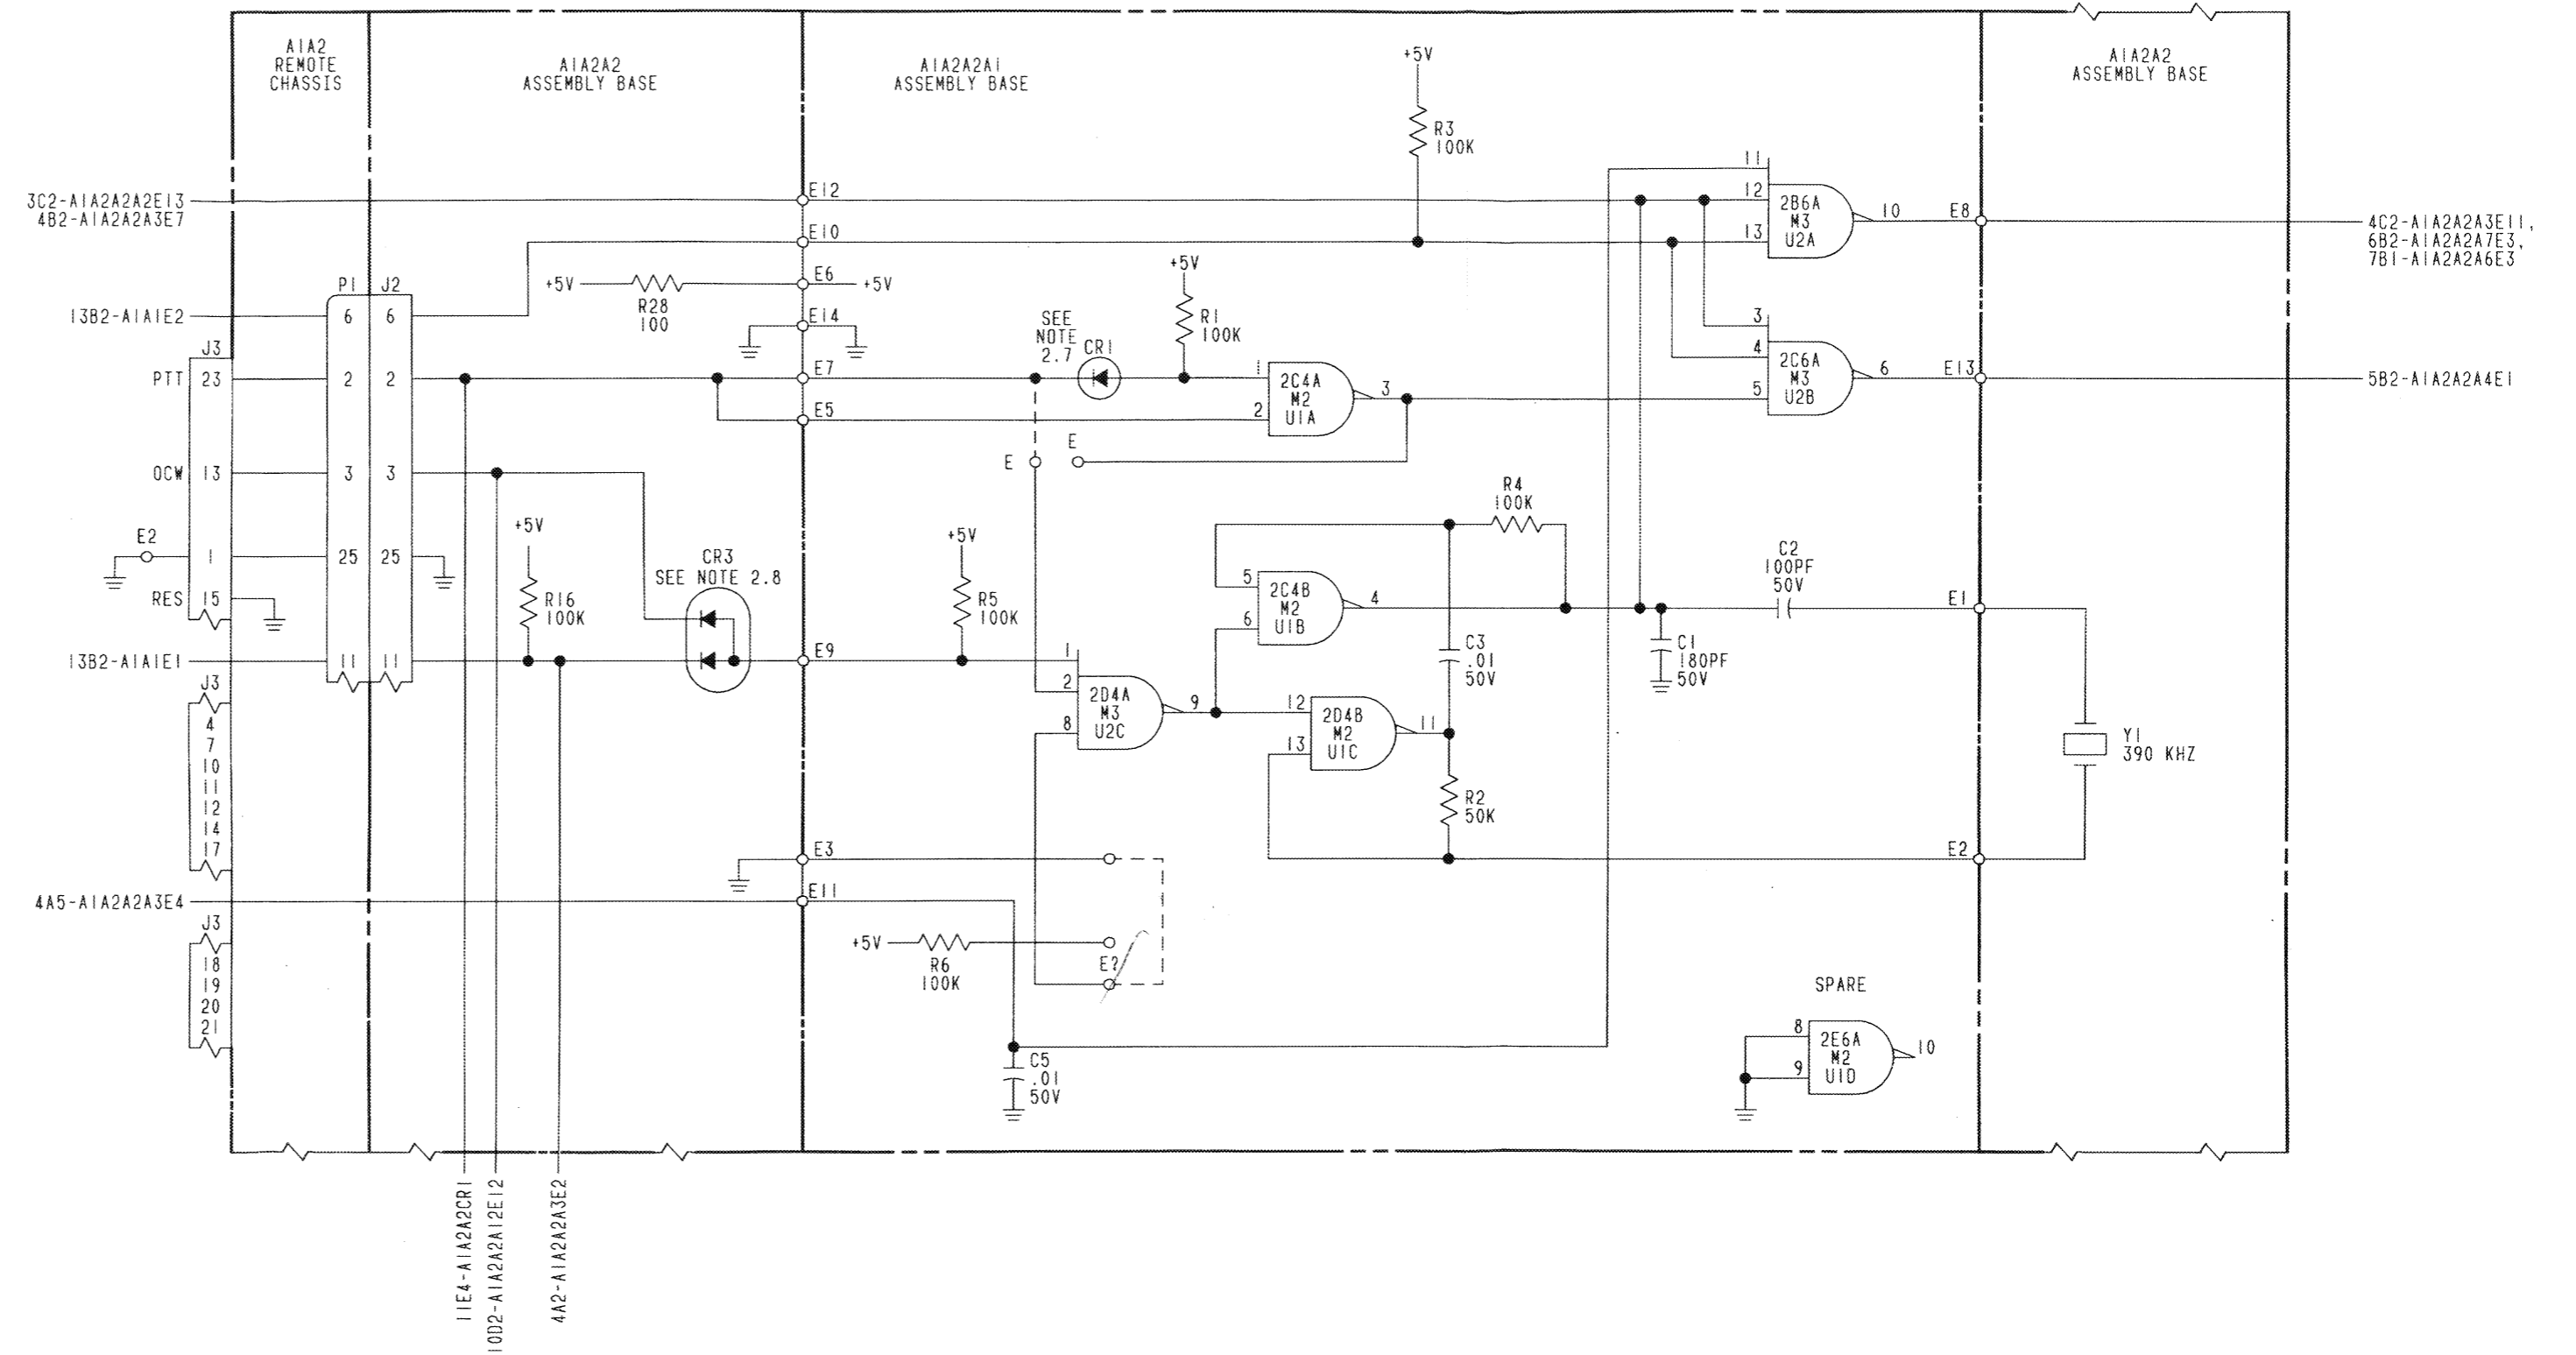 A1A2
REMOTE
CHASSIS
A1A2A2
ASSEMBLY BASE
A1A2A2A1
ASSEMBLY BASE
A1A2A2
ASSEMBLY BASE
+5V
R3
100K
3C2-A1A2A2A2E13
4B2-A1A2A2A3E7
E12
11
12
13
2B6A
M3
U2A
10
E8
4C2-A1A2A2A3E11,
6B2-A1A2A2A7E3,
7B1-A1A2A2A6E3
E10
+5V
R28
100
E6
+5V
E14
+5V
R1
100K
SEE
NOTE
2.7
CR1
P1
J2
13B2-A1A1E2
6
6
J3
PTT
23
2
2
E7
E5
1
2
2C4A
M2
U1A
3
3
4
5
2C6A
M3
U2B
6
E13
5B2-A1A2A2A4E1
E
E
OCW
13
3
3
E2
1
25
25
RES
15
+5V
R16
100K
CR3
SEE NOTE 2.8
+5V
R5
100K
R4
100K
5
6
2C4B
M2
U1B
4
C2
100PF
50V
E1
C1
180PF
50V
C3
.01
50V
13B2-A1A1E1
11
11
E9
1
2
8
2D4A
M3
U2C
9
12
13
2D4B
M2
U1C
11
R2
50K
Y1
390 KHZ
E2
J3
4
7
10
11
12
14
17
E3
4A5-A1A2A2A3E4
E11
J3
18
19
20
21
+5V
R6
100K
E?
C5
.01
50V
SPARE
8
9
2E6A
M2
U1D
10
11E4-A1A2A2CR1
10D2-A1A2A2A12E12
4A2-A1A2A2A3E2